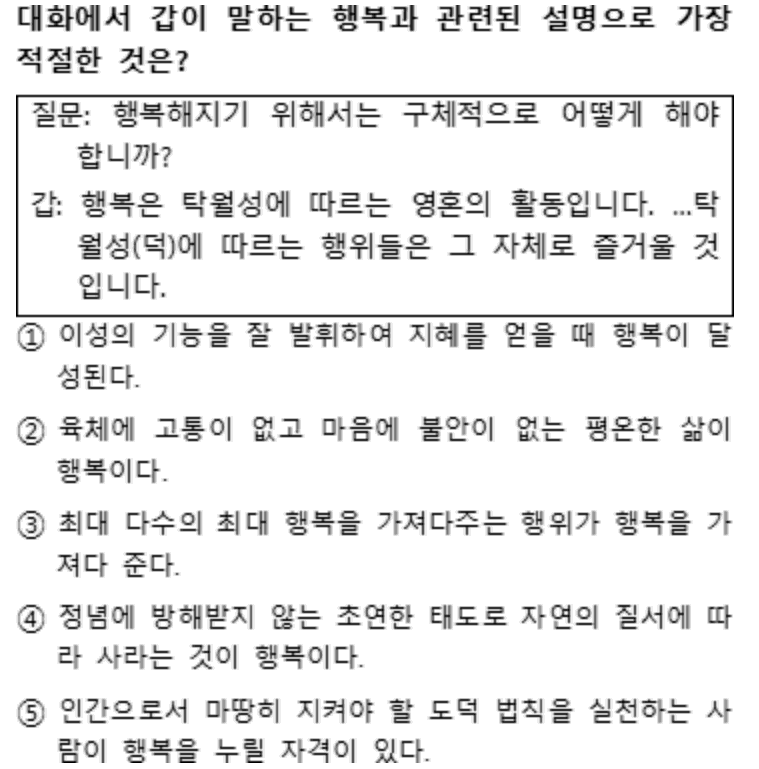 대화에서 갑이 말하는 행복과 관련된 설명으로 가장
적절한 것은?
질문: 행복해지기 위해서는 구체적으로 어떻게 해야
합니까?
갑: 행복은 탁월성에 따르는 영혼의 활동입니다. ...탁
월성(덕)에 따르는 행위들은 그 자체로 즐거울 것
입니다.
① 이성의 기능을 잘 발휘하여 지혜를 얻을 때 행복이 달
성된다.
② 육체에 고통이 없고 마음에 불안이 없는 평온한 삶이
행복이다.
③ 최대 다수의 최대 행복을 가져다주는 행위가 행복을 가
져다 준다.
④ 정념에 방해받지 않는 초연한 태도로 자연의 질서에 따
라 사라는 것이 행복이다.
⑤ 인간으로서 마땅히 지켜야 할 도덕 법칙을 실천하는 사
람이 행복을 누릴 자격이 있다.